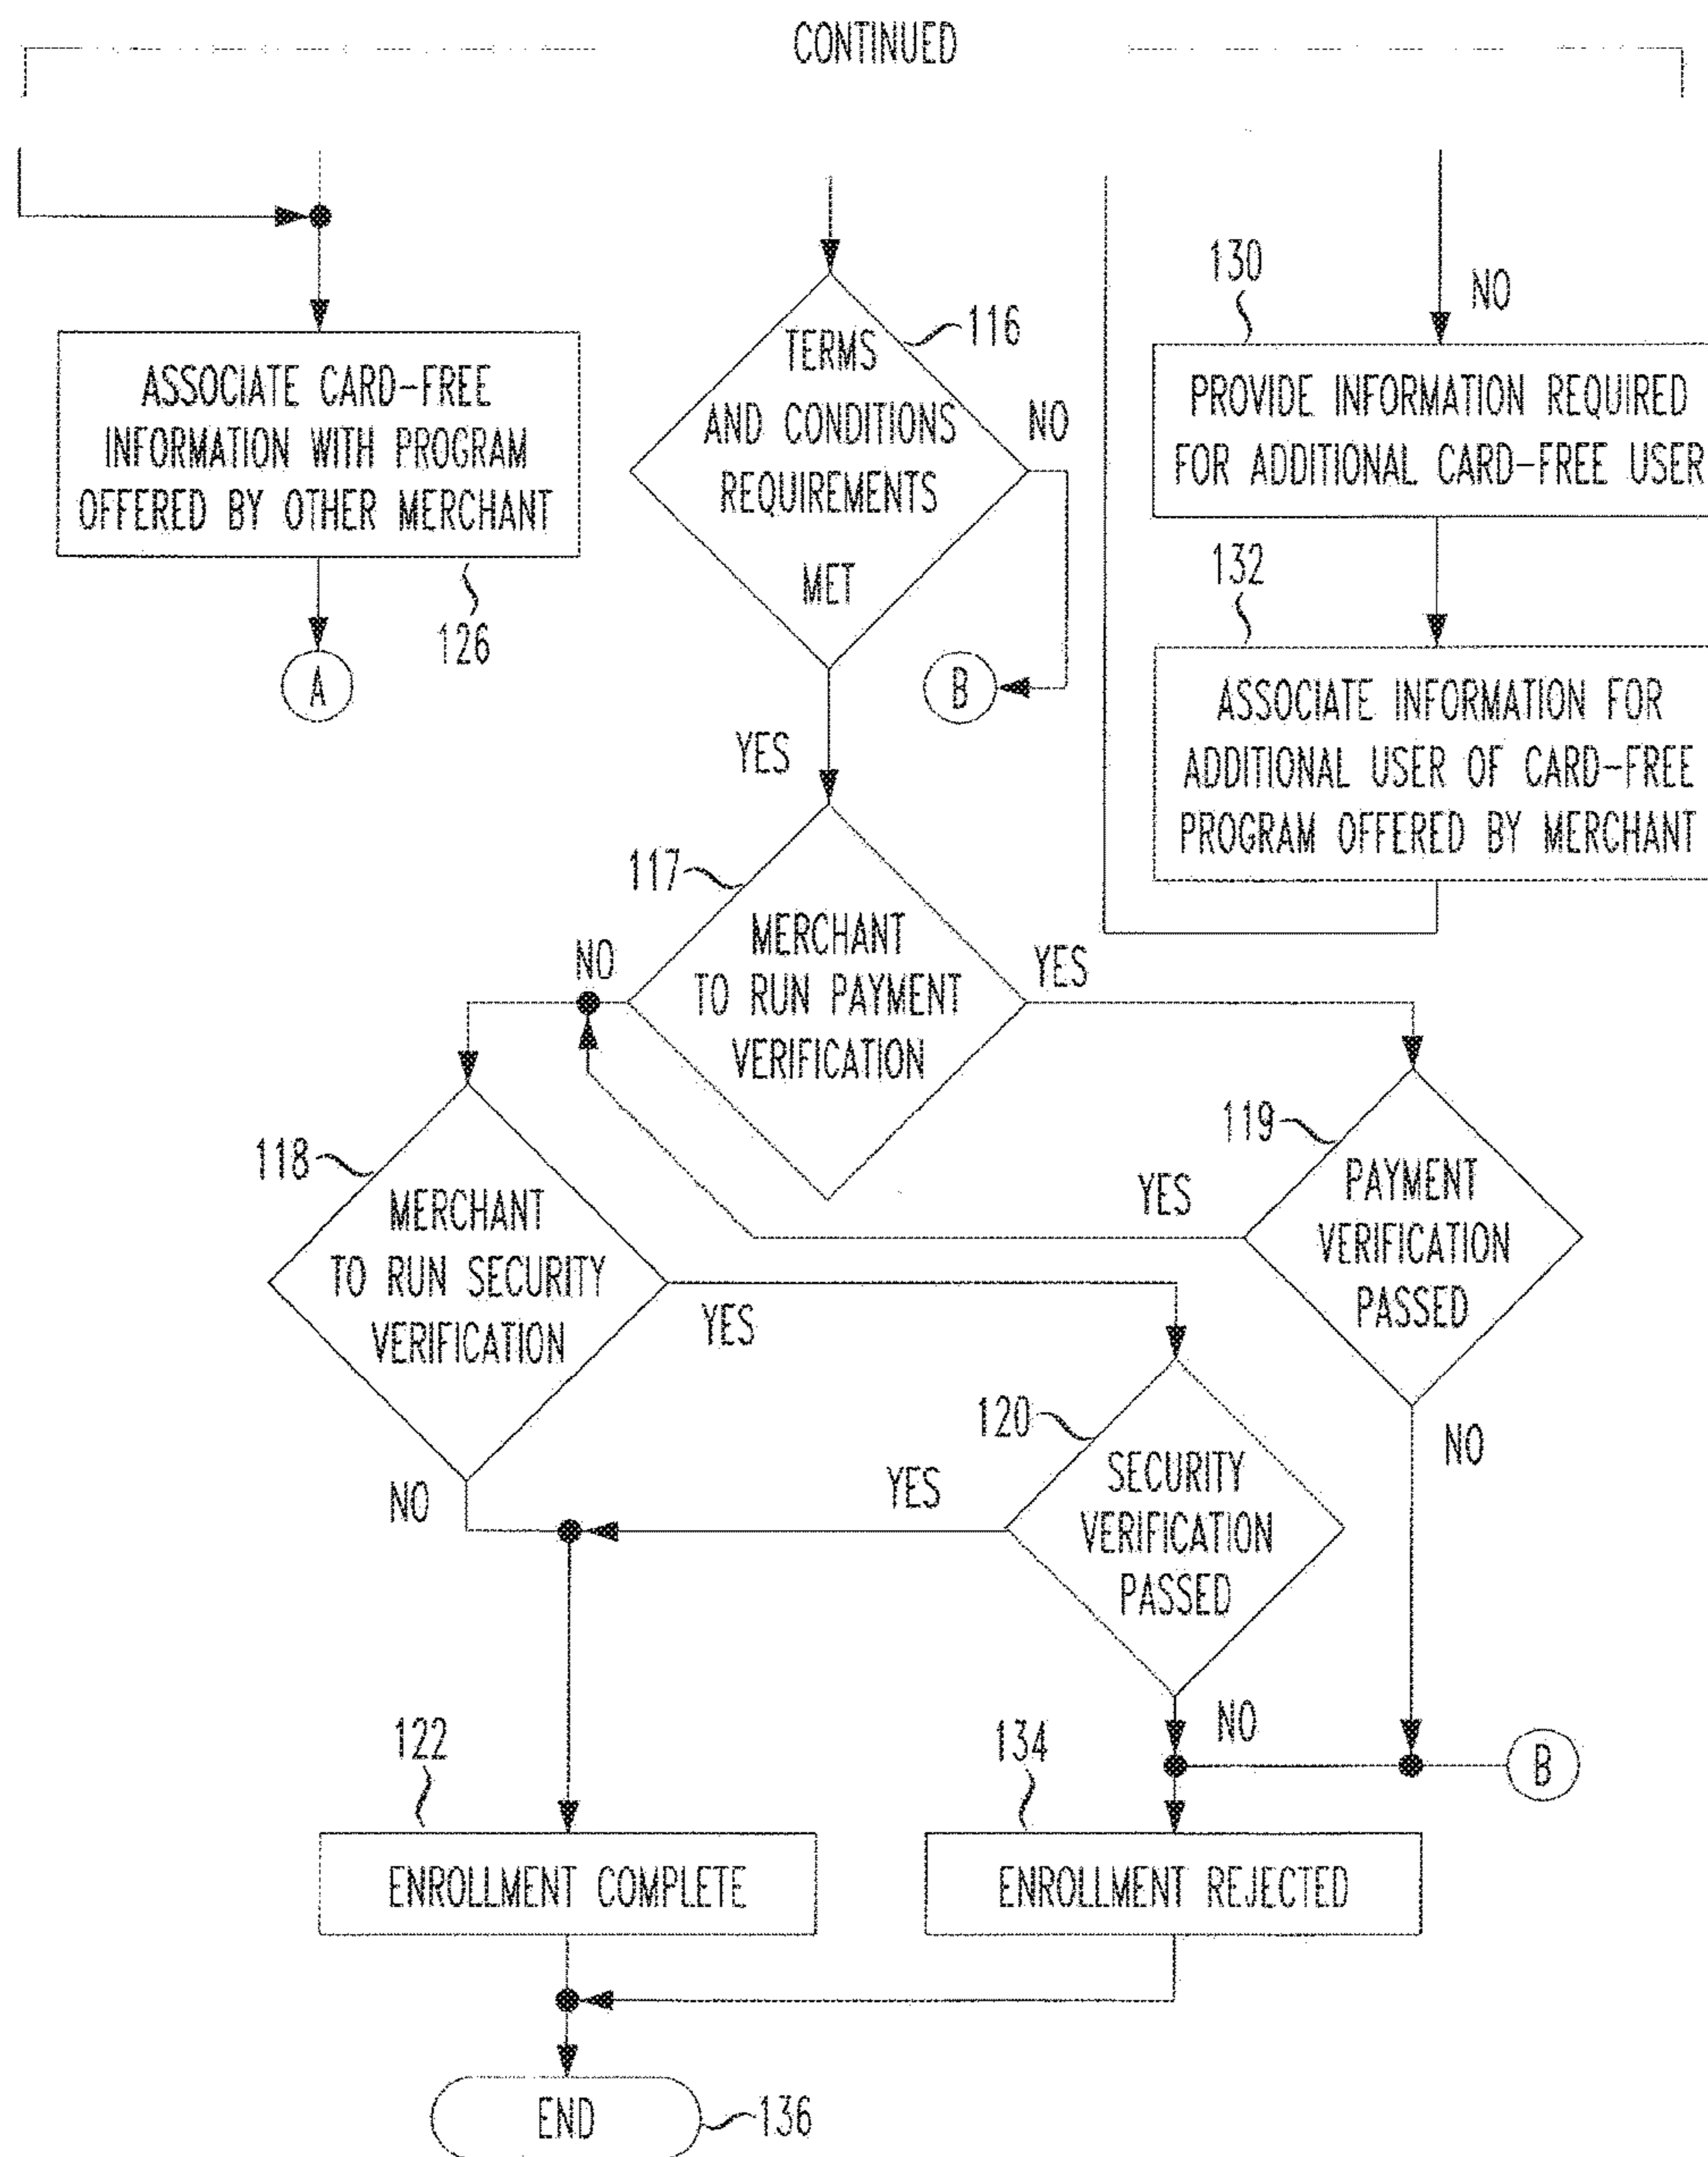 CONTINUED
ASSOCIATE CARD-FREE
INFORMATION WITH PROGRAM
OFFERED BY OTHER MERCHANT
126
A
TERMS
AND CONDITIONS
REQUIREMENTS
MET
116
NO
B
YES
130
NO
PROVIDE INFORMATION REQUIRED
FOR ADDITIONAL CARD-FREE USER
132
ASSOCIATE INFORMATION FOR
ADDITIONAL USER OF CARD-FREE
PROGRAM OFFERED BY MERCHANT
117
MERCHANT
TO RUN PAYMENT
VERIFICATION
NO
YES
118
MERCHANT
TO RUN SECURITY
VERIFICATION
YES
NO
119
PAYMENT
VERIFICATION
PASSED
YES
NO
120
SECURITY
VERIFICATION
PASSED
YES
NO
B
122
ENROLLMENT COMPLETE
134
ENROLLMENT REJECTED
END
136